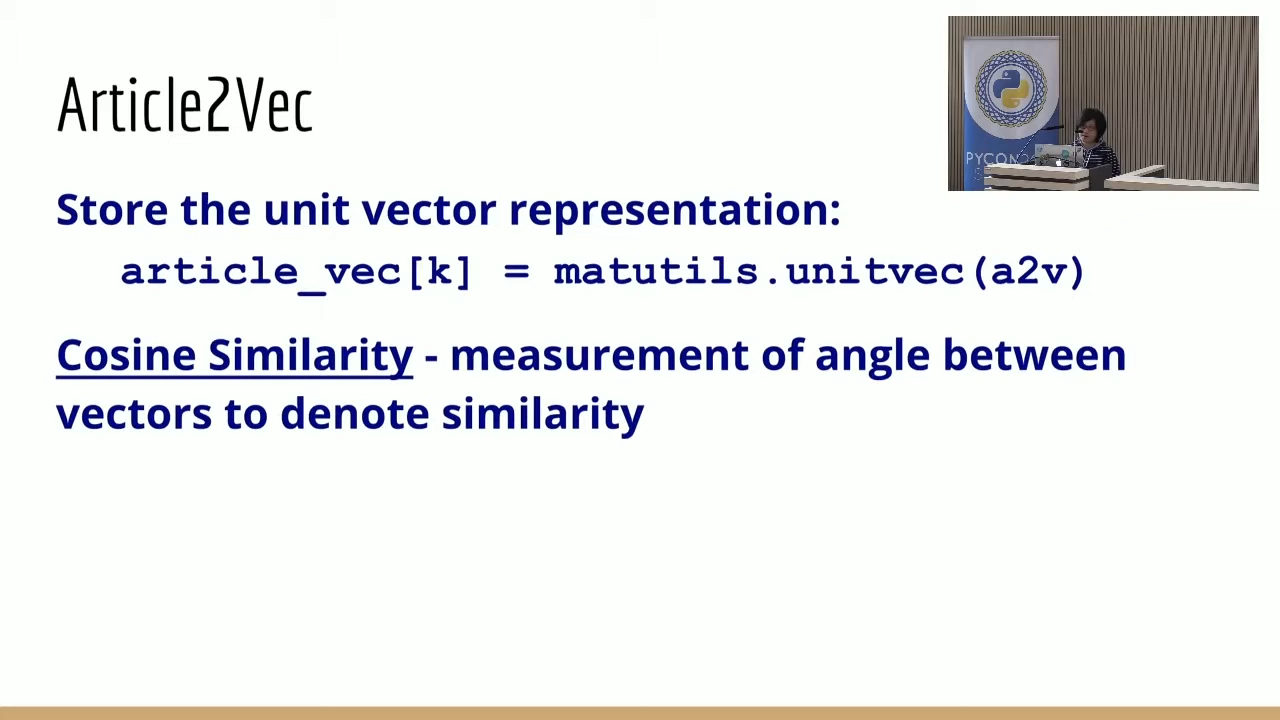 Article2Vec
Store the unit vector representation:
article_vec[k] = matutils.unitvec(a2v)
Cosine Similarity - measurement of angle between
vectors to denote similarity
PYCON